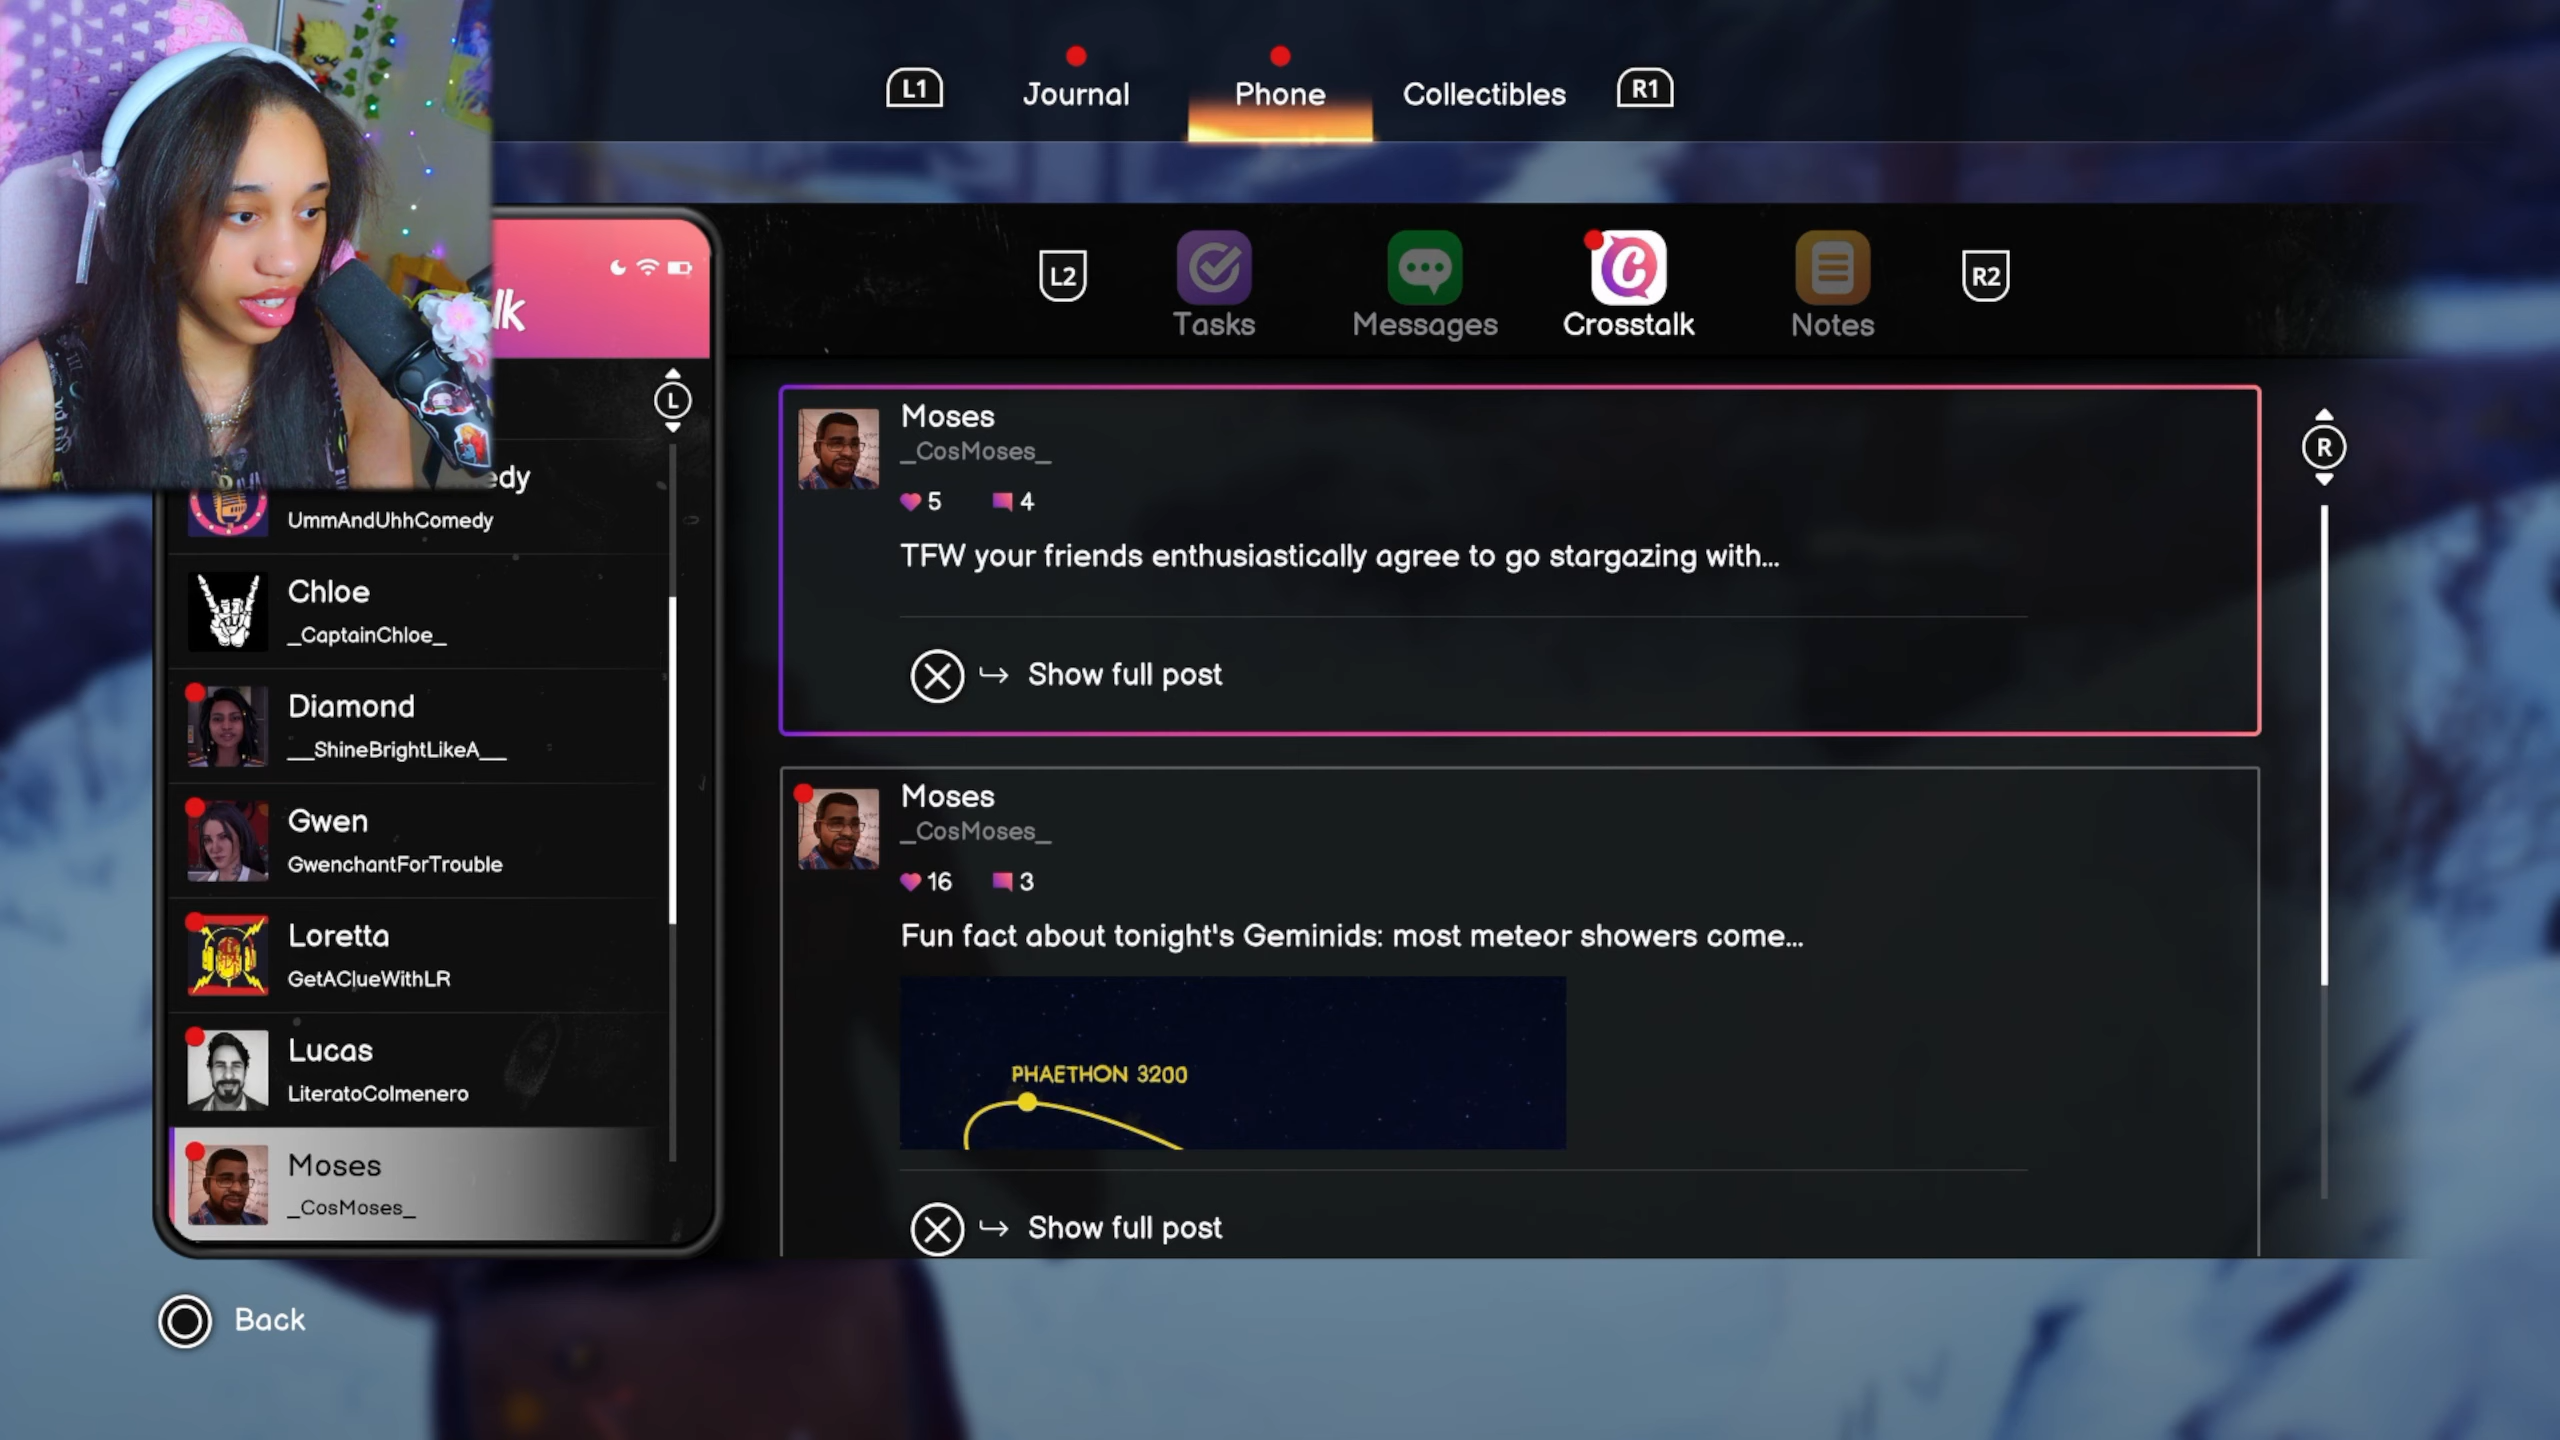 L1
Journal
Phone
Collectibles
R1
lk
L2
Tasks
Messages
Crosstalk
Notes
R2
L
edy
UmmAndUhhComedy
Chloe
_CaptainChloe_
Diamond
__ShineBrightLikeA__
Gwen
GwenchantForTrouble
Loretta
GetAClueWithLR
Lucas
LiteratoColmenero
Moses
_CosMoses_
Moses
_CosMoses_
5 4
TFW your friends enthusiastically agree to go stargazing with...
Show full post
R
Moses
_CosMoses_
16 3
Fun fact about tonight's Geminids: most meteor showers come...
PHAETHON 3200
Show full post
Back